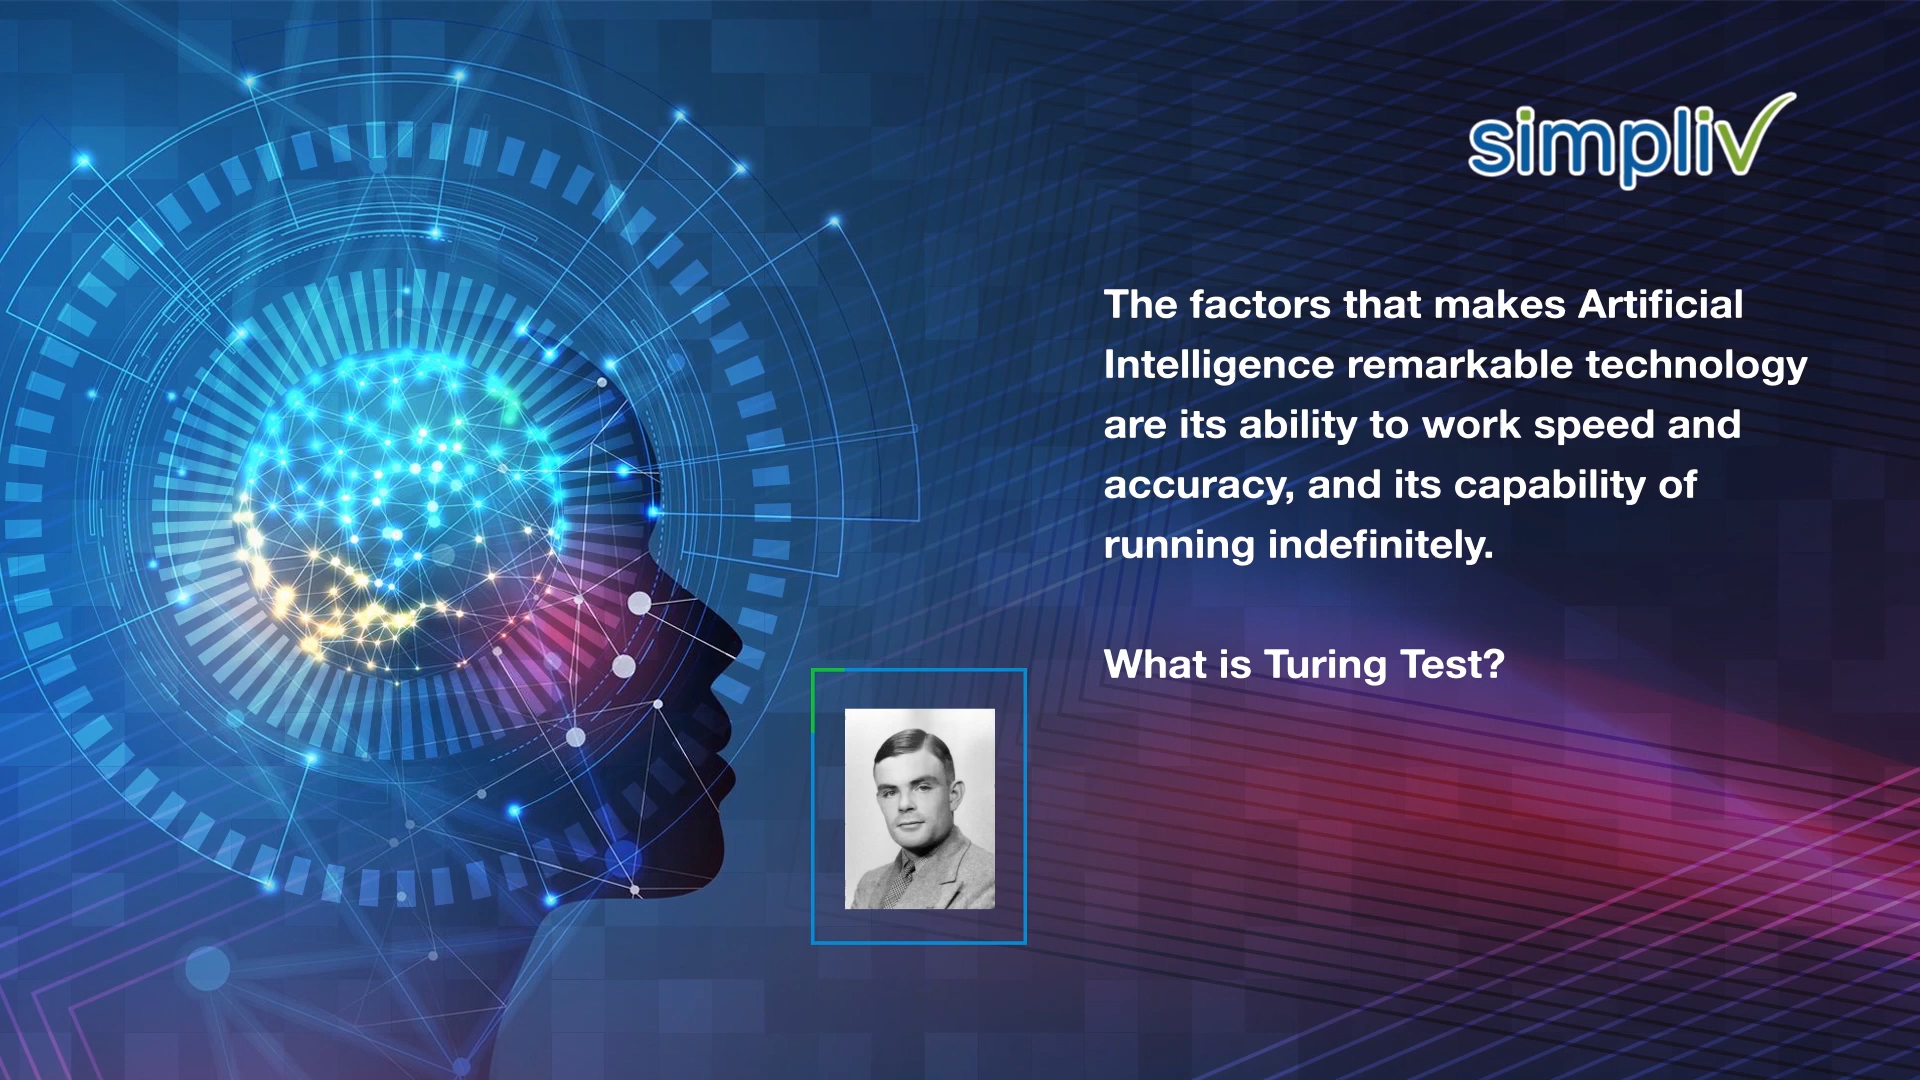 simpliv
The factors that makes Artificial
Intelligence remarkable technology
are its ability to work speed and
accuracy, and its capability of
running indefinitely.
What is Turing Test?